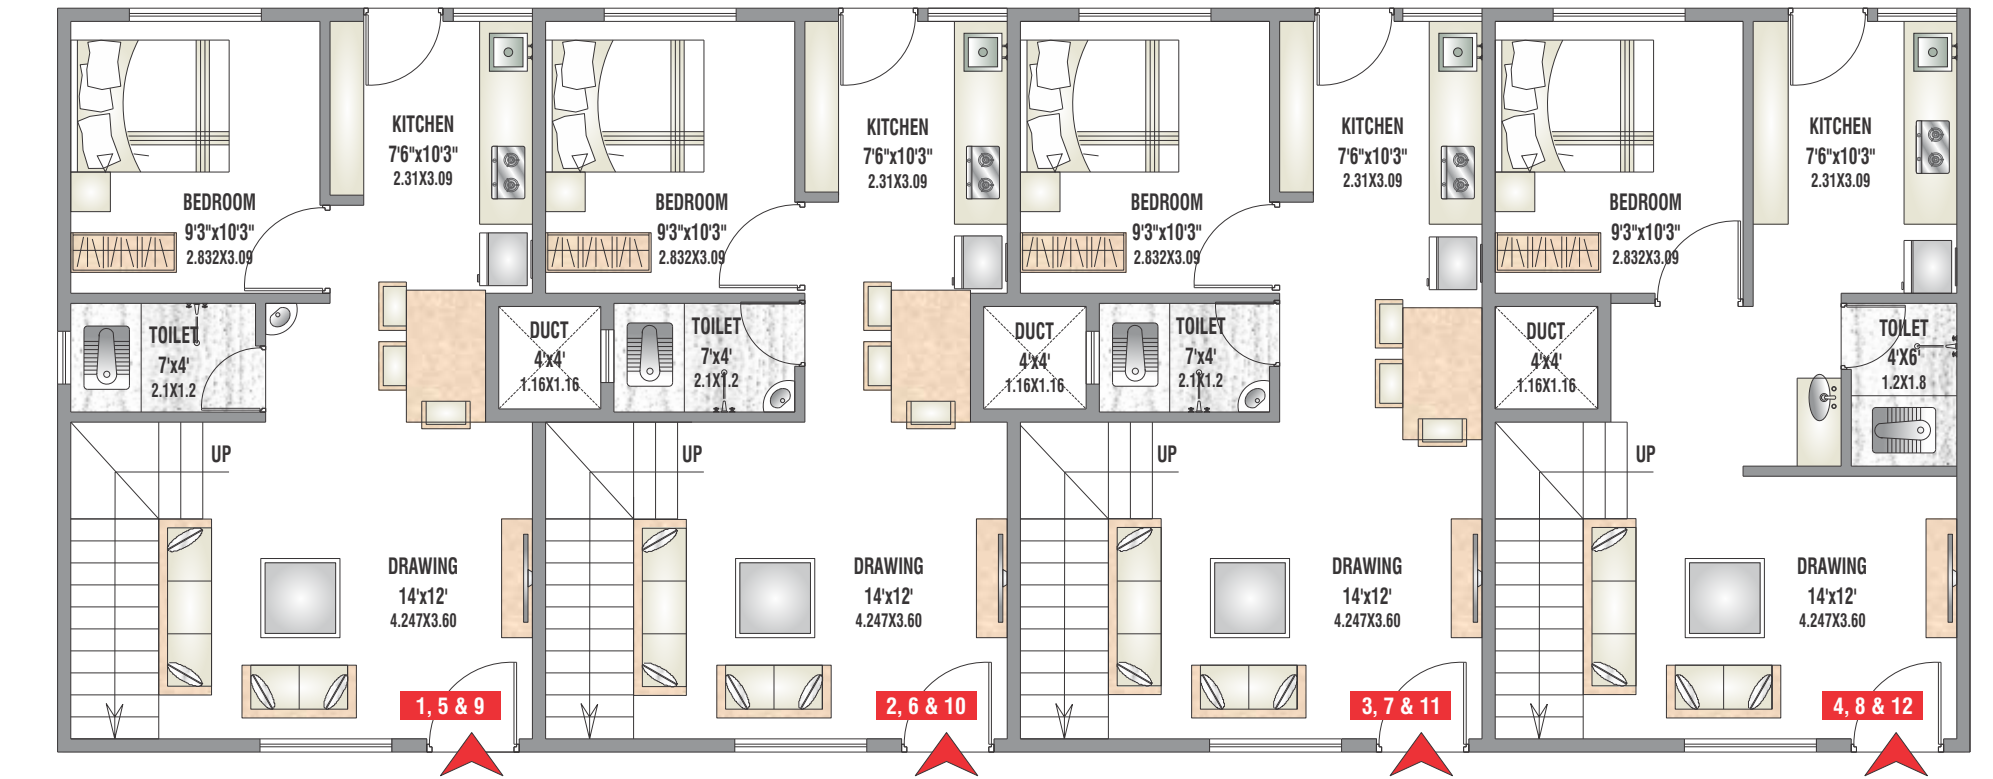 KITCHEN
7'6"x10'3"
2.31X3.09
BEDROOM
9'3"x10'3"
2.832X3.09
TOILET
7'x4'
2.1X1.2
UP
DRAWING
14'x12'
4.247X3.60
1, 5 & 9
KITCHEN
7'6"x10'3"
2.31X3.09
BEDROOM
9'3"x10'3"
2.832X3.09
DUCT
4'x4'
1.16X1.16
TOILET
7'x4'
2.1X1.2
UP
DRAWING
14'x12'
4.247X3.60
2, 6 & 10
KITCHEN
7'6"x10'3"
2.31X3.09
BEDROOM
9'3"x10'3"
2.832X3.09
DUCT
4'x4'
1.16X1.16
TOILET
7'x4'
2.1X1.2
UP
DRAWING
14'x12'
4.247X3.60
3, 7 & 11
KITCHEN
7'6"x10'3"
2.31X3.09
BEDROOM
9'3"x10'3"
2.832X3.09
DUCT
4'x4'
1.16X1.16
TOILET
4'X6'
1.2X1.8
UP
DRAWING
14'x12'
4.247X3.60
4, 8 & 12